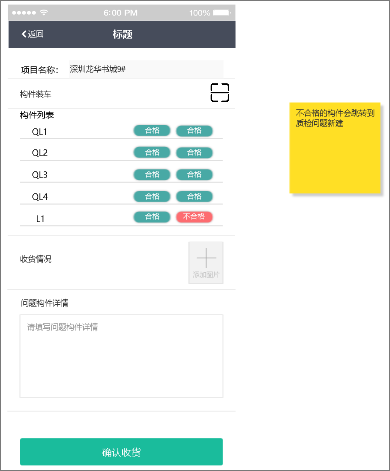 6:00 PM 100%
返回 标题
项目名称： 深圳龙华书城9#
构件装车
构件列表
QL1 合格 合格
QL2 合格 合格
QL3 合格 合格
QL4 合格 合格
L1 合格 不合格
收货情况
添加图片
问题构件详情
请填写问题构件详情
确认收货
不合格的构件会跳转到
质检问题新建